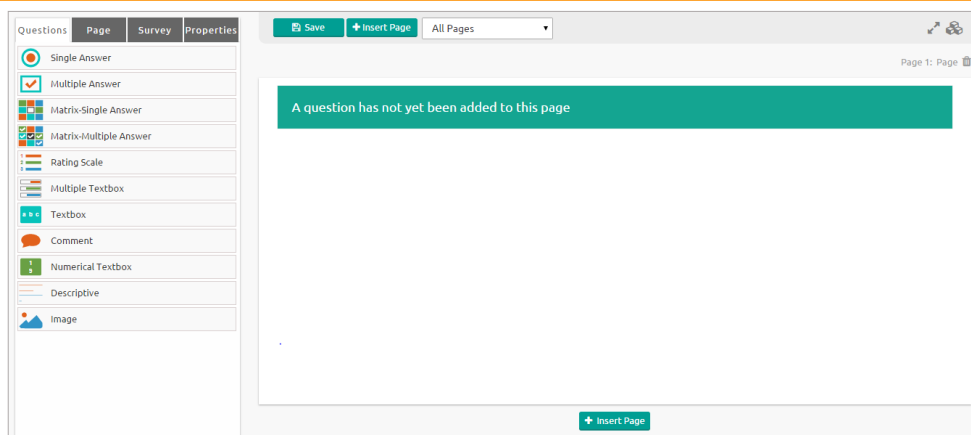 Questions Page Survey Properties
Save Insert Page All Pages
Page 1: Page
Single Answer
Multiple Answer
Matrix-Single Answer
Matrix-Multiple Answer
Rating Scale
Multiple Textbox
a b c Textbox
Comment
Numerical Textbox
Descriptive
Image
A question has not yet been added to this page
Insert Page